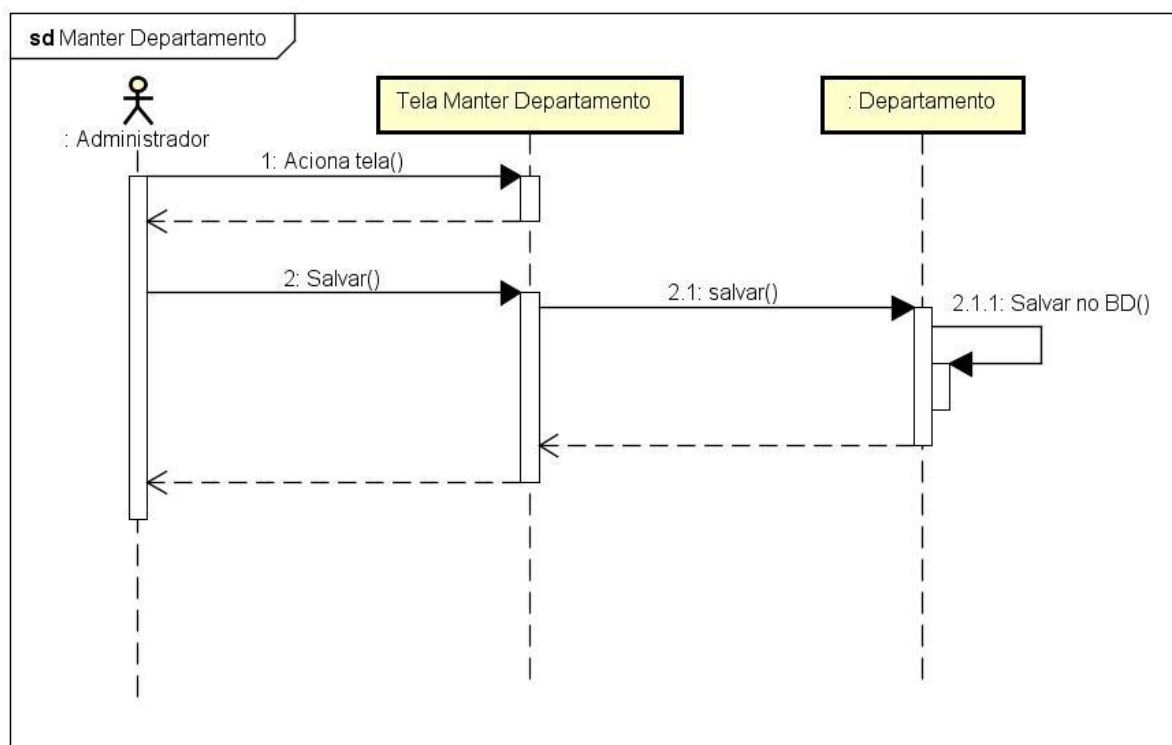 sd Manter Departamento
: Administrador
Tela Manter Departamento
: Departamento
1: Aciona tela()
2: Salvar()
2.1: salvar()
2.1.1: Salvar no BD()